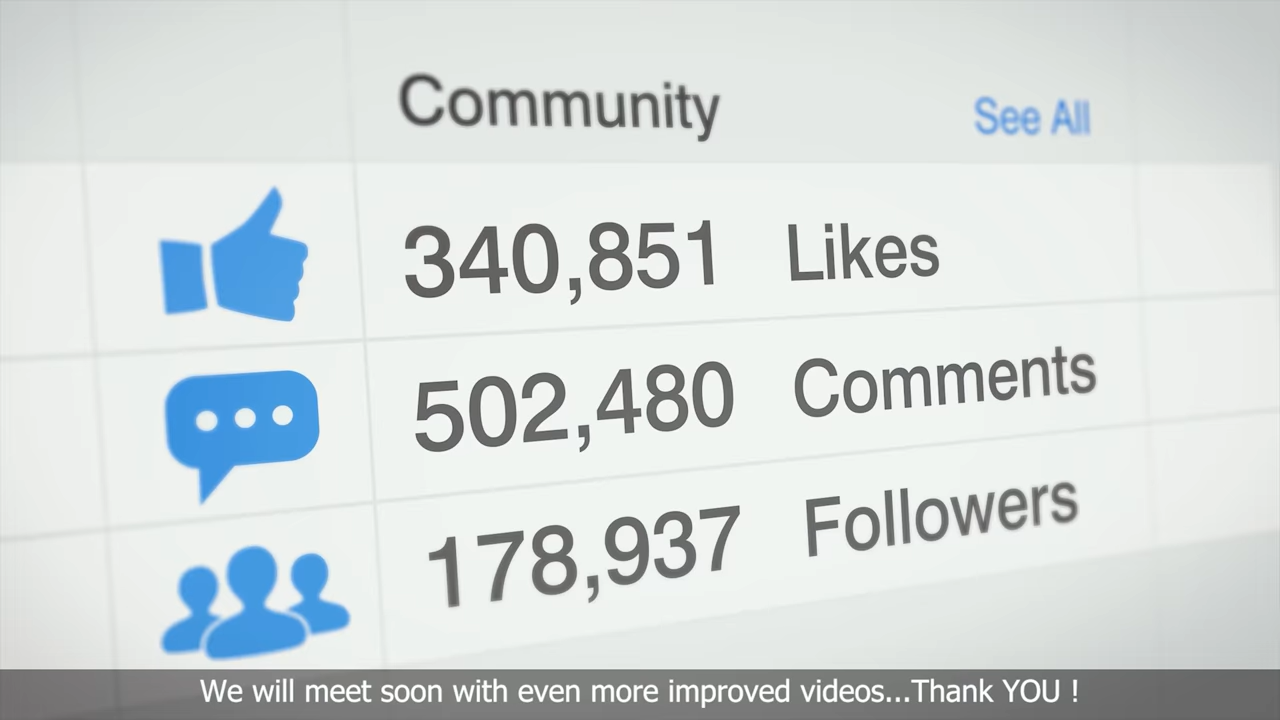 Community See All
340,851 Likes
502,480 Comments
178,937 Followers
We will meet soon with even more improved videos...Thank YOU !